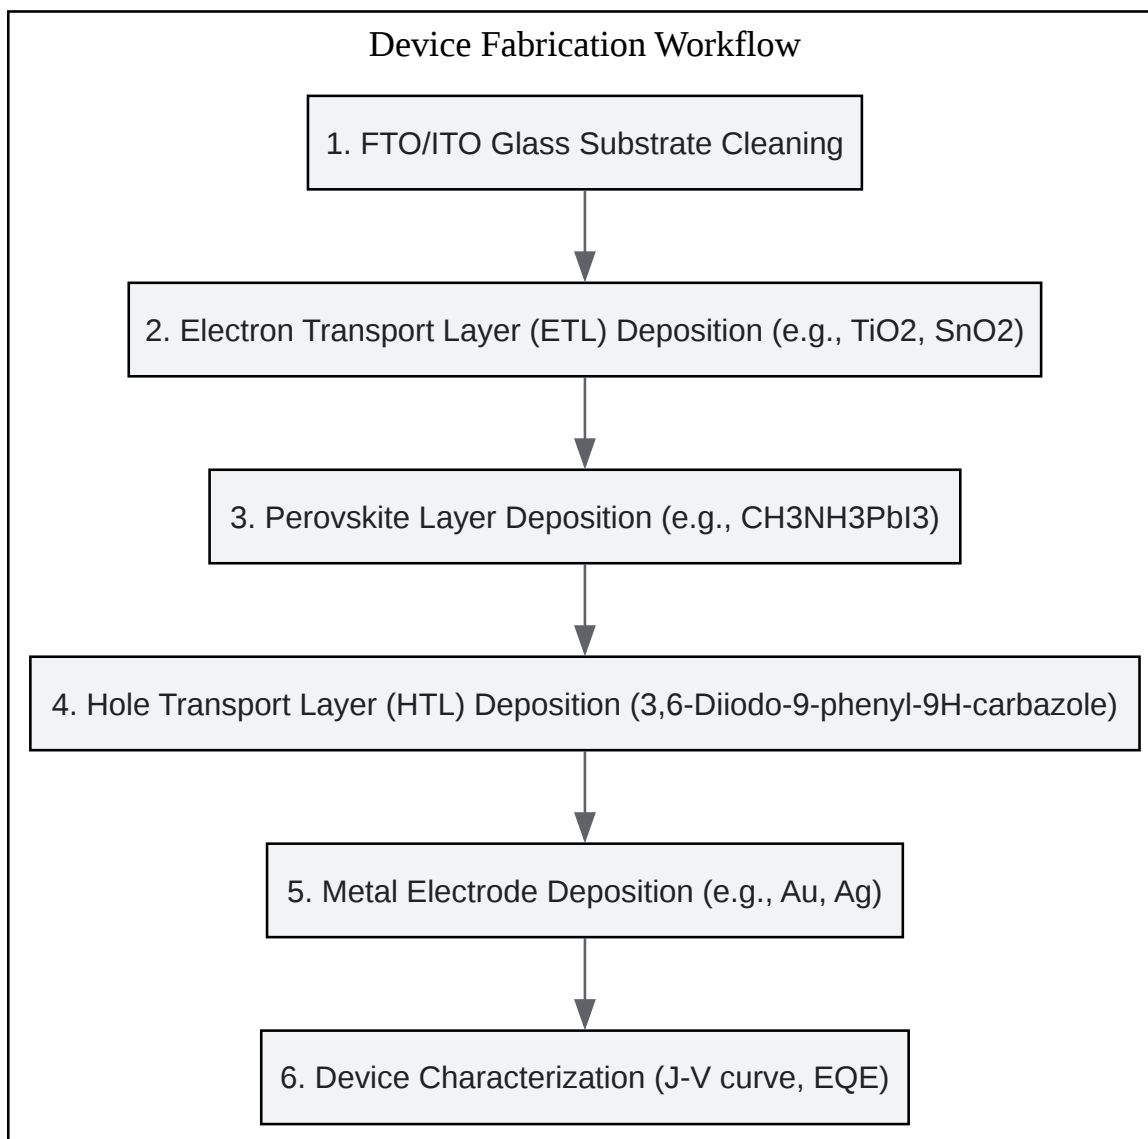 Device Fabrication Workflow
1. FTO/ITO Glass Substrate Cleaning
2. Electron Transport Layer (ETL) Deposition (e.g., TiO2, SnO2)
3. Perovskite Layer Deposition (e.g., CH3NH3PbI3)
4. Hole Transport Layer (HTL) Deposition (3,6-Diiodo-9-phenyl-9H-carbazole)
5. Metal Electrode Deposition (e.g., Au, Ag)
6. Device Characterization (J-V curve, EQE)